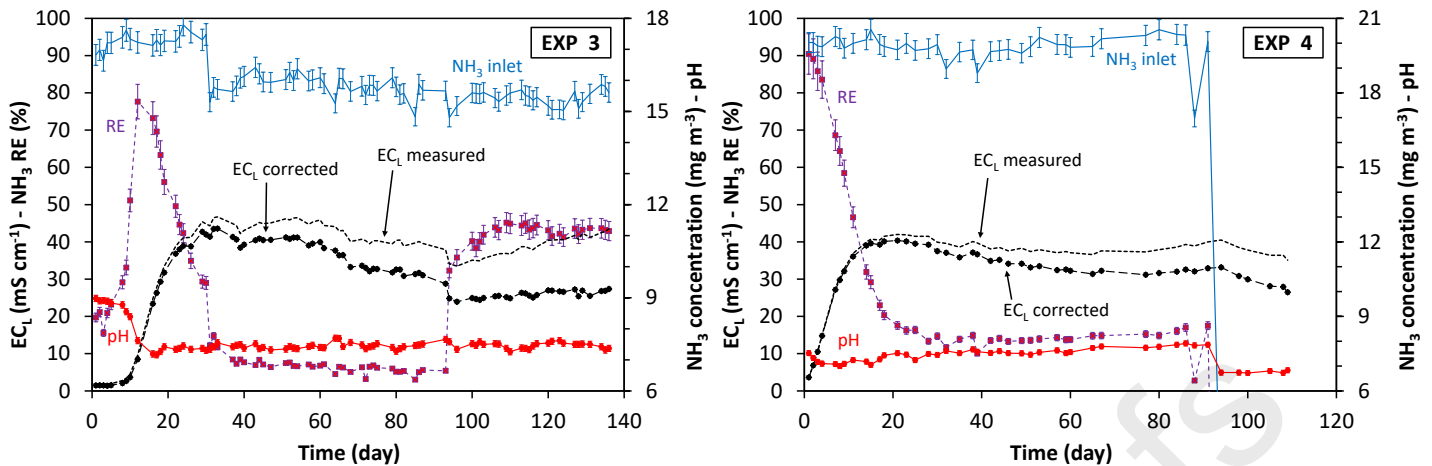 EXP 3
NH₃ inlet
RE
ECL measured
ECL corrected
pH
ECL (mS cm⁻¹) - NH₃ RE (%)
100
90
80
70
60
50
40
30
20
10
0
NH₃ concentration (mg m⁻³) - pH
18
15
12
9
6
0 20 40 60 80 100 120 140
Time (day)
EXP 4
NH₃ inlet
RE
ECL measured
ECL corrected
pH
ECL (mS cm⁻¹) - NH₃ RE (%)
100
90
80
70
60
50
40
30
20
10
0
NH₃ concentration (mg m⁻³) - pH
21
18
15
12
9
6
0 20 40 60 80 100 120
Time (day)
fs